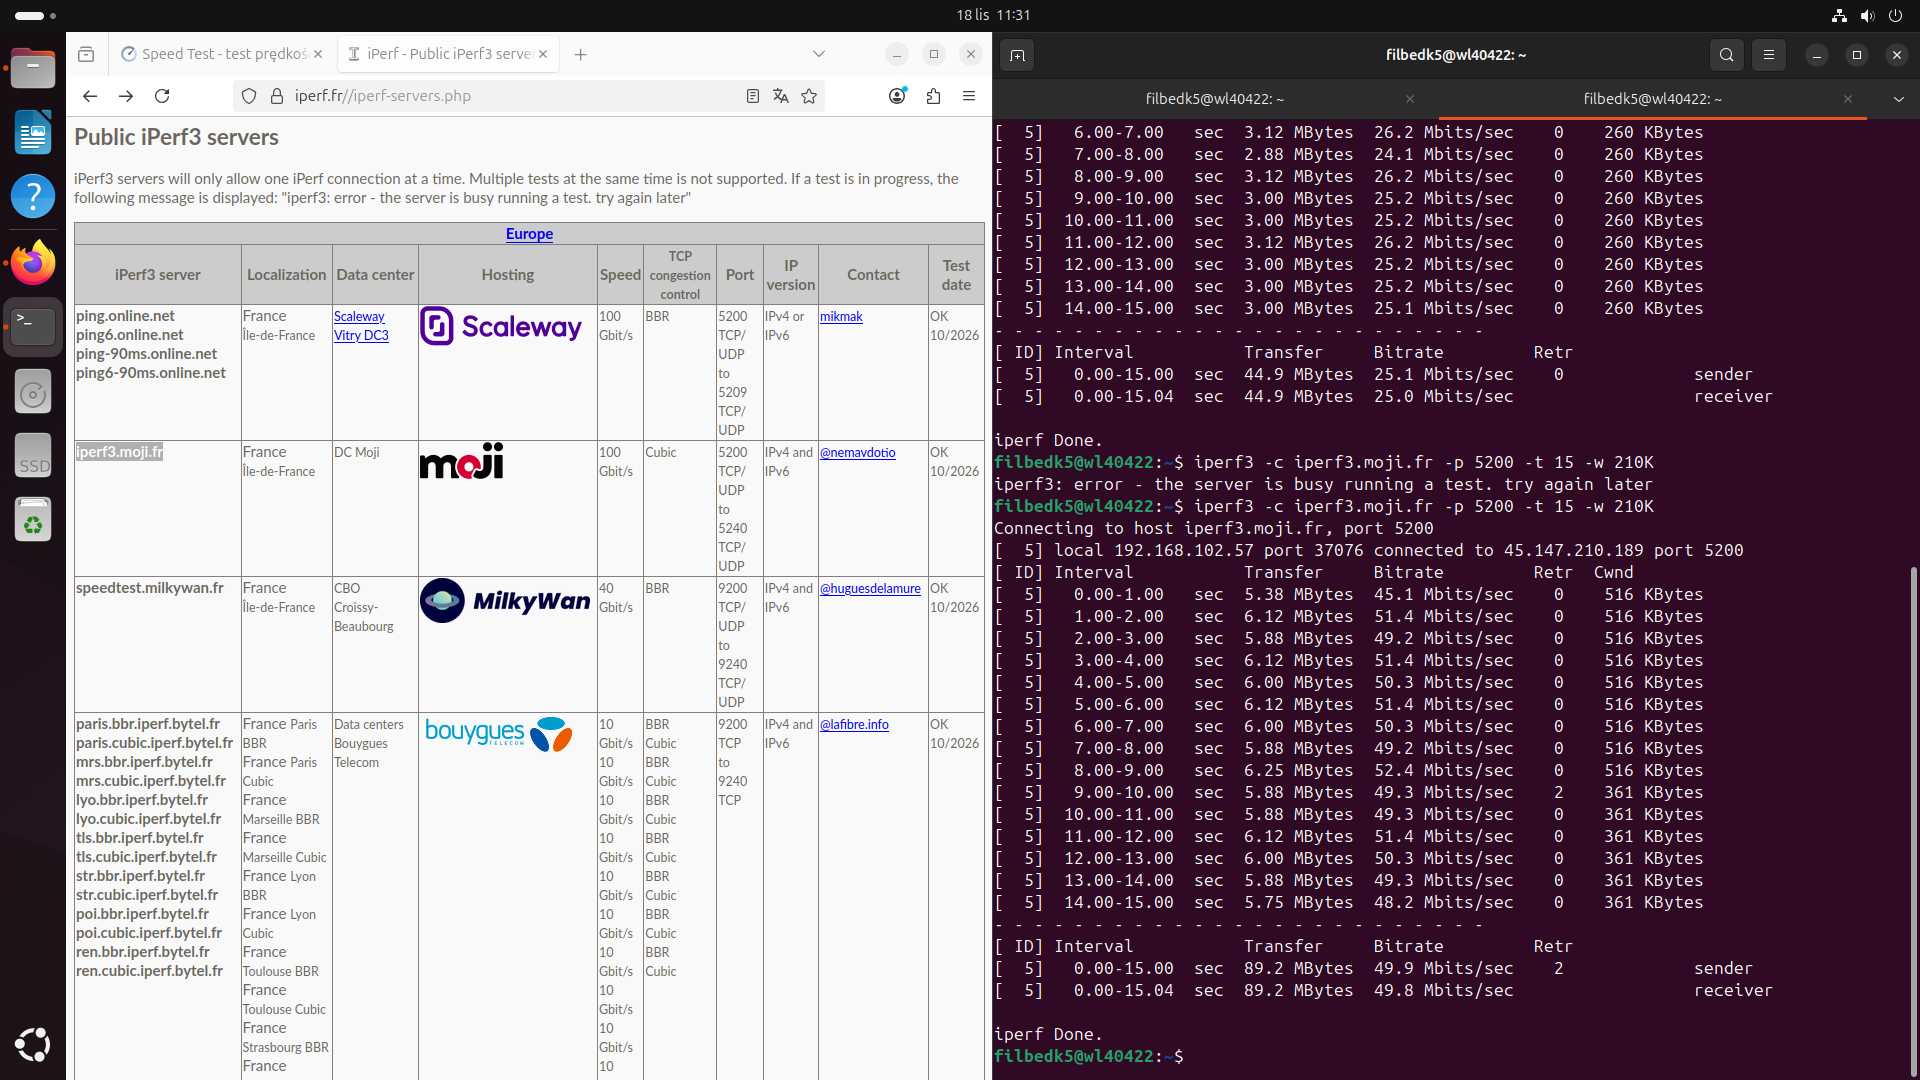 18 lis 11:31
Speed Test - test prędkoś
iPerf - Public iPerf3 serve
iperf.fr//iperf-servers.php
Public iPerf3 servers
iPerf3 servers will only allow one iPerf connection at a time. Multiple tests at the same time is not supported. If a test is in progress, the
following message is displayed: "iperf3: error - the server is busy running a test. try again later"
Europe
iPerf3 server Localization Data center Hosting Speed TCP congestion control Port IP version Contact Test date
ping.online.net
ping6.online.net
ping-90ms.online.net
ping6-90ms.online.net
France
Île-de-France
Scaleway
Vitry DC3
Scaleway
100
Gbit/s
BBR
5200
TCP/
UDP
to
5209
TCP/
UDP
IPv4 or
IPv6
mikmak
OK
10/2026
iperf3.moji.fr
France
Île-de-France
DC Moji
moji
100
Gbit/s
Cubic
5200
TCP/
UDP
to
5240
TCP/
UDP
IPv4 and
IPv6
@nemavdotio
OK
10/2026
speedtest.milkywan.fr
France
Île-de-France
CBO
Croissy-
Beaubourg
MilkyWan
40
Gbit/s
BBR
9200
TCP/
UDP
to
9240
TCP/
UDP
IPv4 and
IPv6
@huguesdelamure
OK
10/2026
paris.bbr.iperf.bytel.fr
paris.cubic.iperf.bytel.fr
mrs.bbr.iperf.bytel.fr
mrs.cubic.iperf.bytel.fr
lyo.bbr.iperf.bytel.fr
lyo.cubic.iperf.bytel.fr
tls.bbr.iperf.bytel.fr
tls.cubic.iperf.bytel.fr
str.bbr.iperf.bytel.fr
str.cubic.iperf.bytel.fr
poi.bbr.iperf.bytel.fr
poi.cubic.iperf.bytel.fr
ren.bbr.iperf.bytel.fr
ren.cubic.iperf.bytel.fr
France Paris
BBR
France Paris
Cubic
France
Marseille BBR
France
Marseille Cubic
France Lyon
BBR
France Lyon
Cubic
France
Toulouse BBR
France
Toulouse Cubic
France
Strasbourg BBR
France
Data centers
Bouygues
Telecom
bouygues
TELECOM
10
Gbit/s
10
Gbit/s
10
Gbit/s
10
Gbit/s
10
Gbit/s
10
Gbit/s
10
Gbit/s
10
Gbit/s
10
Gbit/s
10
BBR
Cubic
BBR
Cubic
BBR
Cubic
BBR
Cubic
BBR
Cubic
BBR
Cubic
BBR
Cubic
9200
TCP
to
9240
TCP
IPv4 and
IPv6
@lafibre.info
OK
10/2026
SSD
filbedk5@wl40422: ~
filbedk5@wl40422: ~
filbedk5@wl40422: ~
[  5]   6.00-7.00   sec  3.12 MBytes  26.2 Mbits/sec    0    260 KBytes
[  5]   7.00-8.00   sec  2.88 MBytes  24.1 Mbits/sec    0    260 KBytes
[  5]   8.00-9.00   sec  3.12 MBytes  26.2 Mbits/sec    0    260 KBytes
[  5]   9.00-10.00  sec  3.00 MBytes  25.2 Mbits/sec    0    260 KBytes
[  5]  10.00-11.00  sec  3.00 MBytes  25.2 Mbits/sec    0    260 KBytes
[  5]  11.00-12.00  sec  3.12 MBytes  26.2 Mbits/sec    0    260 KBytes
[  5]  12.00-13.00  sec  3.00 MBytes  25.2 Mbits/sec    0    260 KBytes
[  5]  13.00-14.00  sec  3.00 MBytes  25.2 Mbits/sec    0    260 KBytes
[  5]  14.00-15.00  sec  3.00 MBytes  25.1 Mbits/sec    0    260 KBytes
- - - - - - - - - - - - - - - - - - - - - - - - -
[ ID] Interval           Transfer     Bitrate         Retr
[  5]   0.00-15.00  sec  44.9 MBytes  25.1 Mbits/sec    0             sender
[  5]   0.00-15.04  sec  44.9 MBytes  25.0 Mbits/sec                  receiver
iperf Done.
filbedk5@wl40422:~$ iperf3 -c iperf3.moji.fr -p 5200 -t 15 -w 210K
iperf3: error - the server is busy running a test. try again later
filbedk5@wl40422:~$ iperf3 -c iperf3.moji.fr -p 5200 -t 15 -w 210K
Connecting to host iperf3.moji.fr, port 5200
[  5] local 192.168.102.57 port 37076 connected to 45.147.210.189 port 5200
[ ID] Interval           Transfer     Bitrate         Retr  Cwnd
[  5]   0.00-1.00   sec  5.38 MBytes  45.1 Mbits/sec    0    516 KBytes
[  5]   1.00-2.00   sec  6.12 MBytes  51.4 Mbits/sec    0    516 KBytes
[  5]   2.00-3.00   sec  5.88 MBytes  49.2 Mbits/sec    0    516 KBytes
[  5]   3.00-4.00   sec  6.12 MBytes  51.4 Mbits/sec    0    516 KBytes
[  5]   4.00-5.00   sec  6.00 MBytes  50.3 Mbits/sec    0    516 KBytes
[  5]   5.00-6.00   sec  6.12 MBytes  51.4 Mbits/sec    0    516 KBytes
[  5]   6.00-7.00   sec  6.00 MBytes  50.3 Mbits/sec    0    516 KBytes
[  5]   7.00-8.00   sec  5.88 MBytes  49.2 Mbits/sec    0    516 KBytes
[  5]   8.00-9.00   sec  6.25 MBytes  52.4 Mbits/sec    0    516 KBytes
[  5]   9.00-10.00  sec  5.88 MBytes  49.3 Mbits/sec    2    361 KBytes
[  5]  10.00-11.00  sec  5.88 MBytes  49.3 Mbits/sec    0    361 KBytes
[  5]  11.00-12.00  sec  6.12 MBytes  51.4 Mbits/sec    0    361 KBytes
[  5]  12.00-13.00  sec  6.00 MBytes  50.3 Mbits/sec    0    361 KBytes
[  5]  13.00-14.00  sec  5.88 MBytes  49.3 Mbits/sec    0    361 KBytes
[  5]  14.00-15.00  sec  5.75 MBytes  48.2 Mbits/sec    0    361 KBytes
- - - - - - - - - - - - - - - - - - - - - - - - -
[ ID] Interval           Transfer     Bitrate         Retr
[  5]   0.00-15.00  sec  89.2 MBytes  49.9 Mbits/sec    2             sender
[  5]   0.00-15.04  sec  89.2 MBytes  49.8 Mbits/sec                  receiver
iperf Done.
filbedk5@wl40422:~$